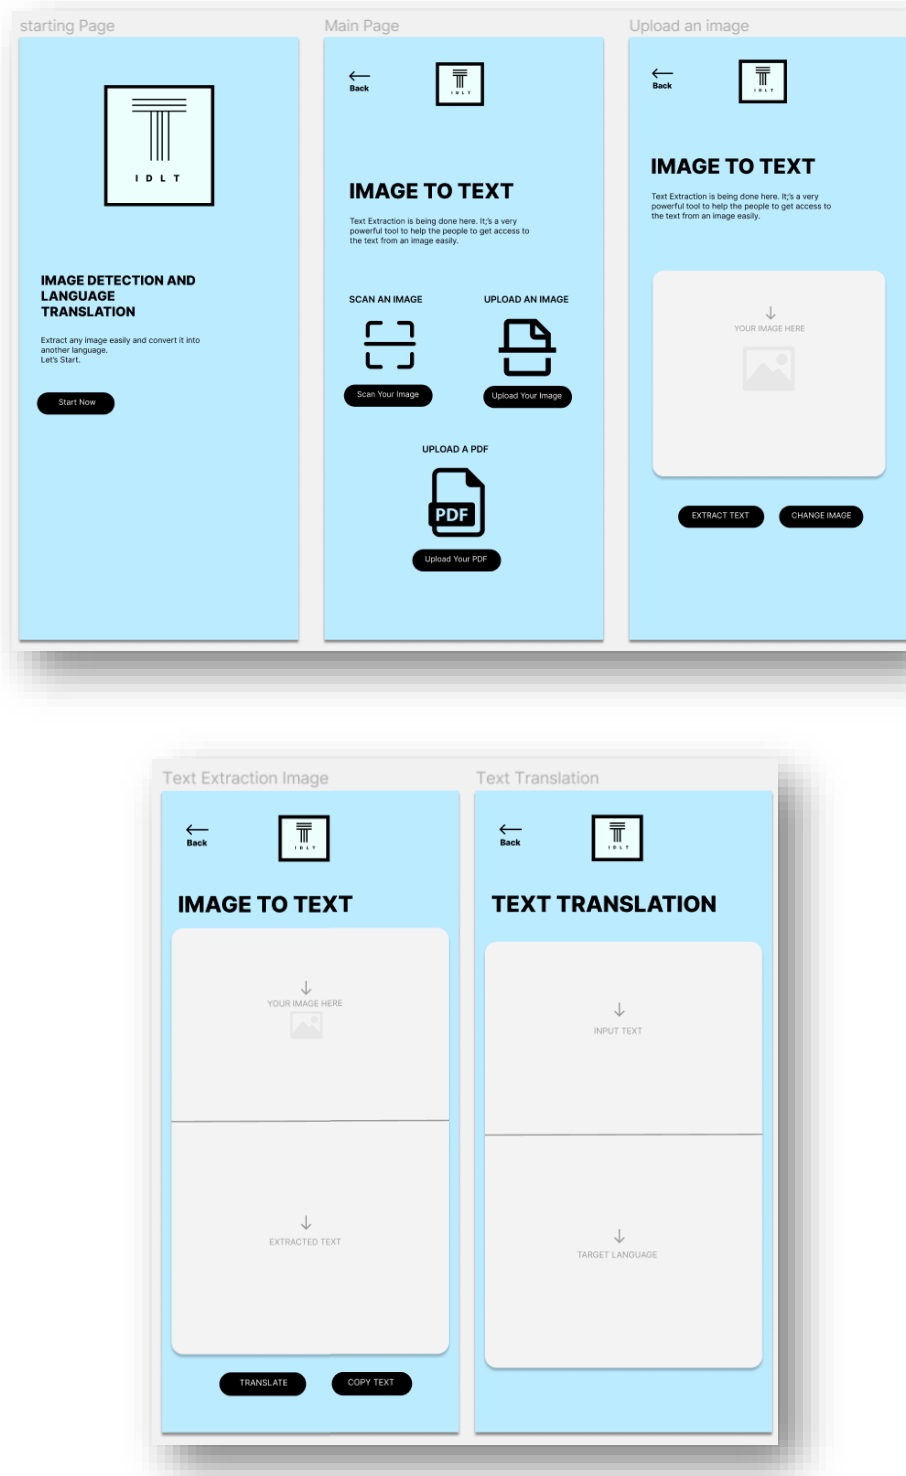 starting Page
IDLT
IMAGE DETECTION AND
LANGUAGE
TRANSLATION
Extract any image easily and convert it into
another language.
Let's Start.
Start Now
Main Page
Back
IDLT
IMAGE TO TEXT
Text Extraction is being done here. It;s a very
powerful tool to help the people to get access to
the text from an image easily.
SCAN AN IMAGE
UPLOAD AN IMAGE
Scan Your Image
Upload Your Image
UPLOAD A PDF
PDF
Upload Your PDF
Upload an image
Back
IDLT
IMAGE TO TEXT
Text Extraction is being done here. It;s a very
powerful tool to help the people to get access to
the text from an image easily.
YOUR IMAGE HERE
EXTRACT TEXT
CHANGE IMAGE
Text Extraction Image
Back
IDLT
IMAGE TO TEXT
YOUR IMAGE HERE
EXTRACTED TEXT
TRANSLATE
COPY TEXT
Text Translation
Back
IDLT
TEXT TRANSLATION
INPUT TEXT
TARGET LANGUAGE